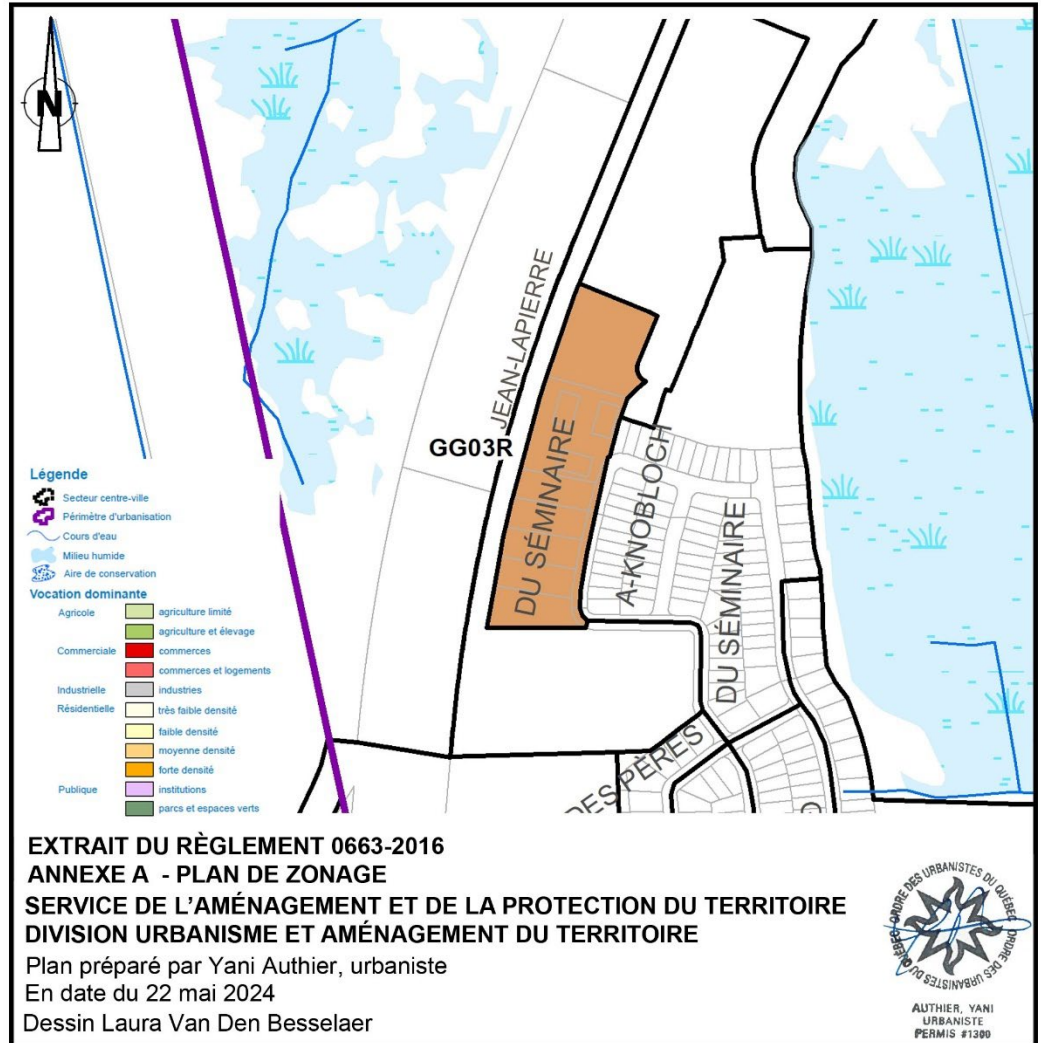 N
JEAN-LAPIERRE
GG03R
DU SÉMINAIRE
A-KNOBLOCH
DU SÉMINAIRE
DES PÈRES
Légende
Secteur centre-ville
Périmètre d'urbanisation
Cours d'eau
Milieu humide
Aire de conservation
Vocation dominante
Agricole agriculture limité
agriculture et élevage
Commerciale commerces
commerces et logements
Industrielle industries
Résidentielle très faible densité
faible densité
moyenne densité
forte densité
Publique institutions
parcs et espaces verts
EXTRAIT DU RÈGLEMENT 0663-2016
ANNEXE A - PLAN DE ZONAGE
SERVICE DE L'AMÉNAGEMENT ET DE LA PROTECTION DU TERRITOIRE
DIVISION URBANISME ET AMÉNAGEMENT DU TERRITOIRE
Plan préparé par Yani Authier, urbaniste
En date du 22 mai 2024
Dessin Laura Van Den Besselaer
ORDRE DES URBANISTES DU QUÉBEC
ORDRE DES URBANISTES DU QUÉBEC
AUTHIER, YANI
URBANISTE
PERMIS #1300